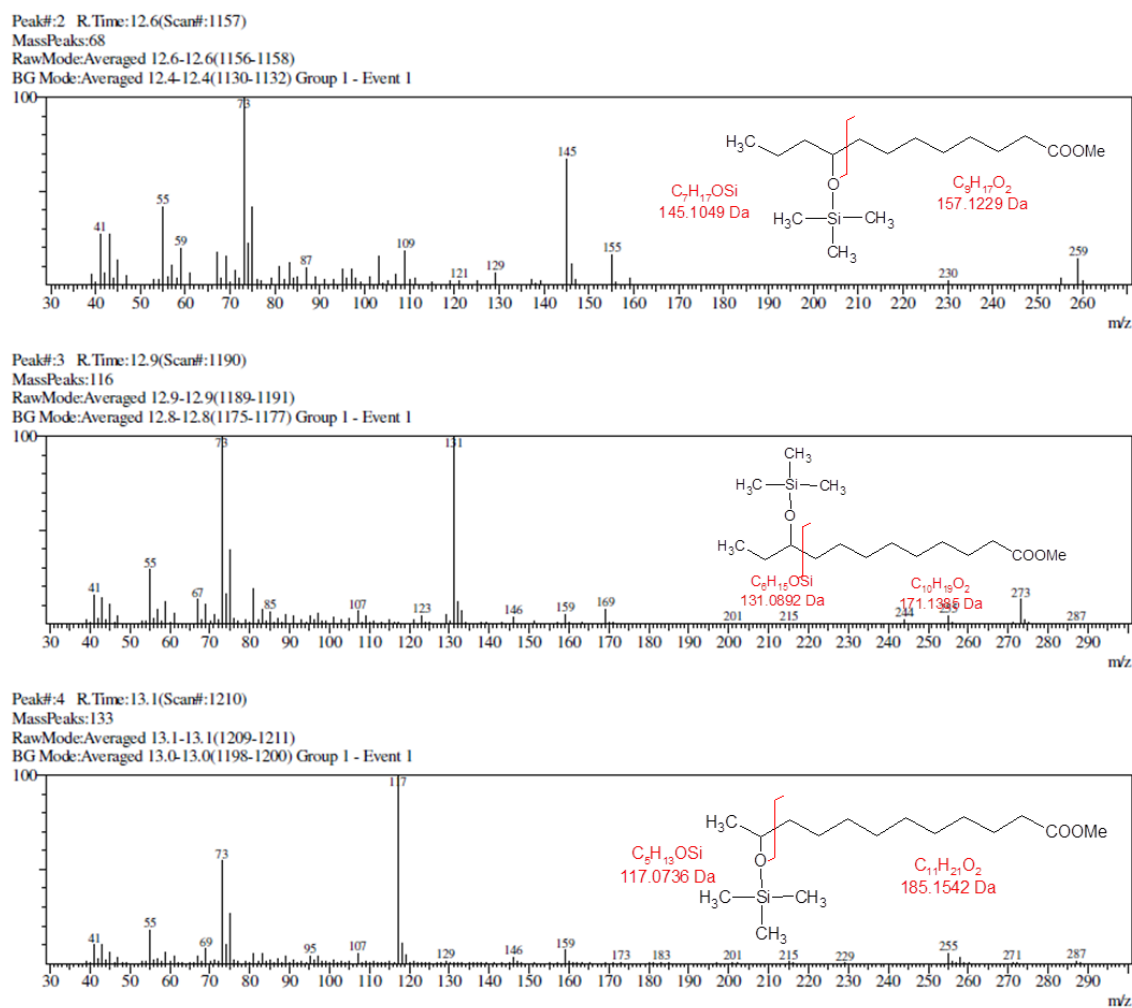 Peak#:2 R.Time:12.6(Scan#:1157)
MassPeaks:68
RawMode:Averaged 12.6-12.6(1156-1158)
BG Mode:Averaged 12.4-12.4(1130-1132) Group 1 - Event 1
100
73
145
55
41
59
87
109
121
129
155
230
259
H₃C
COOMe
O
Si
H₃C
CH₃
CH₃
C₇H₁₇OSi
145.1049 Da
C₉H₁₇O₂
157.1229 Da
30 40 50 60 70 80 90 100 110 120 130 140 150 160 170 180 190 200 210 220 230 240 250 260
m/z
Peak#:3 R.Time:12.9(Scan#:1190)
MassPeaks:116
RawMode:Averaged 12.9-12.9(1189-1191)
BG Mode:Averaged 12.8-12.8(1175-1177) Group 1 - Event 1
100
73
131
55
41
67
85
107
123
146
159
169
201
215
244
255
273
287
CH₃
H₃C
Si
CH₃
O
H₃C
COOMe
C₆H₁₅OSi
131.0892 Da
C₁₀H₁₉O₂
171.1385 Da
30 40 50 60 70 80 90 100 110 120 130 140 150 160 170 180 190 200 210 220 230 240 250 260 270 280 290
m/z
Peak#:4 R.Time:13.1(Scan#:1210)
MassPeaks:133
RawMode:Averaged 13.1-13.1(1209-1211)
BG Mode:Averaged 13.0-13.0(1198-1200) Group 1 - Event 1
100
117
73
55
41
69
95
107
129
146
159
173
183
201
215
229
255
271
287
H₃C
COOMe
O
Si
H₃C
CH₃
CH₃
C₅H₁₃OSi
117.0736 Da
C₁₁H₂₁O₂
185.1542 Da
30 40 50 60 70 80 90 100 110 120 130 140 150 160 170 180 190 200 210 220 230 240 250 260 270 280 290
m/z